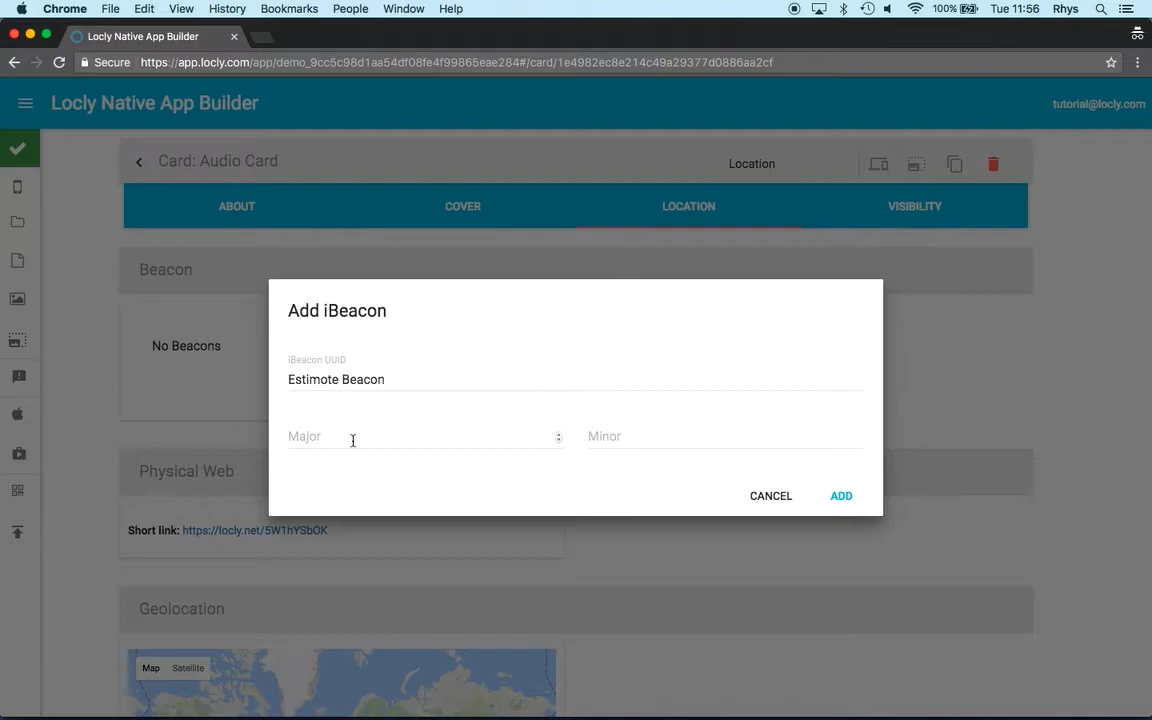 Chrome File Edit View History Bookmarks People Window Help 100% Tue 11:56 Rhys
Locly Native App Builder
Secure https://app.locly.com/app/demo_9cc5c98d1aa54df08fe4f99865eae284#/card/1e4982ec8e214c49a29377d0886aa2cf
Locly Native App Builder tutorial@locly.com
Card: Audio Card Location
ABOUT COVER LOCATION VISIBILITY
Beacon
No Beacons
Add iBeacon
iBeacon UUID
Estimote Beacon
Major Minor
CANCEL ADD
Physical Web
Short link: https://locly.net/5W1hYSbOK
Geolocation
Map Satellite